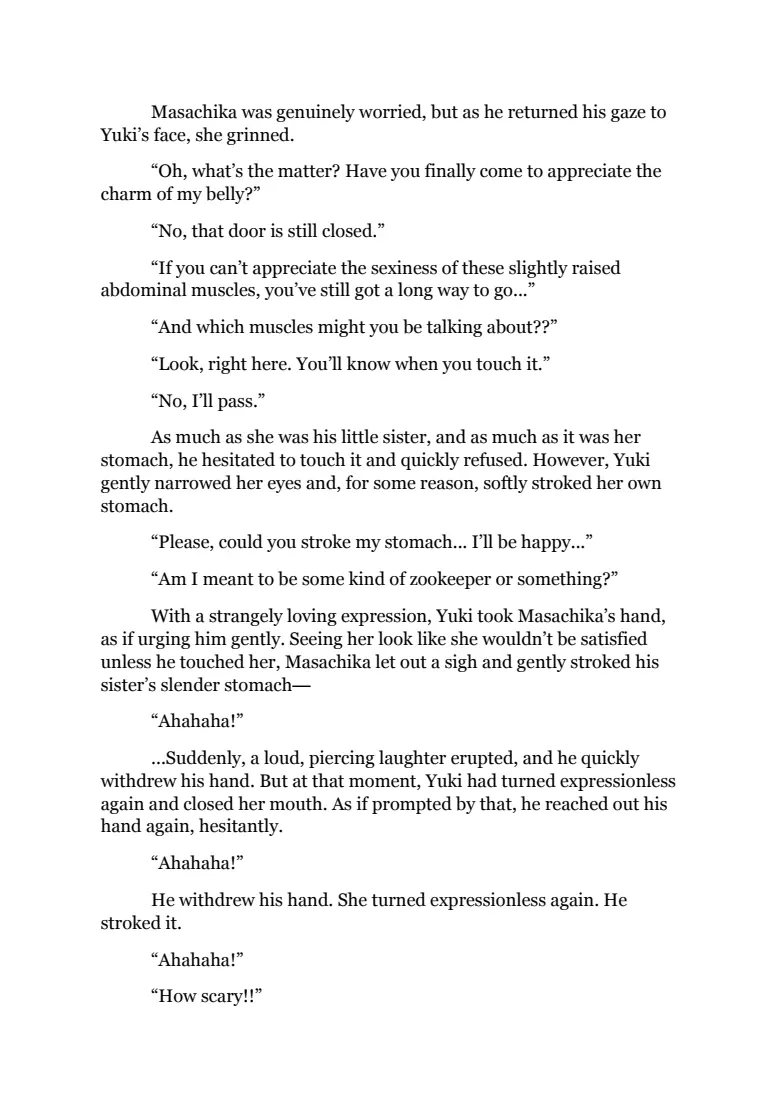 Masachika was genuinely worried, but as he returned his gaze to
Yuki’s face, she grinned.
“Oh, what’s the matter? Have you finally come to appreciate the
charm of my belly?”
“No, that door is still closed.”
“If you can’t appreciate the sexiness of these slightly raised
abdominal muscles, you’ve still got a long way to go...”
“And which muscles might you be talking about??”
“Look, right here. You’ll know when you touch it.”
“No, I’ll pass.”
As much as she was his little sister, and as much as it was her
stomach, he hesitated to touch it and quickly refused. However, Yuki
gently narrowed her eyes and, for some reason, softly stroked her own
stomach.
“Please, could you stroke my stomach... I’ll be happy...”
“Am I meant to be some kind of zookeeper or something?”
With a strangely loving expression, Yuki took Masachika’s hand,
as if urging him gently. Seeing her look like she wouldn’t be satisfied
unless he touched her, Masachika let out a sigh and gently stroked his
sister’s slender stomach—
“Ahahaha!”
...Suddenly, a loud, piercing laughter erupted, and he quickly
withdrew his hand. But at that moment, Yuki had turned expressionless
again and closed her mouth. As if prompted by that, he reached out his
hand again, hesitantly.
“Ahahaha!”
He withdrew his hand. She turned expressionless again. He
stroked it.
“Ahahaha!”
“How scary!!”